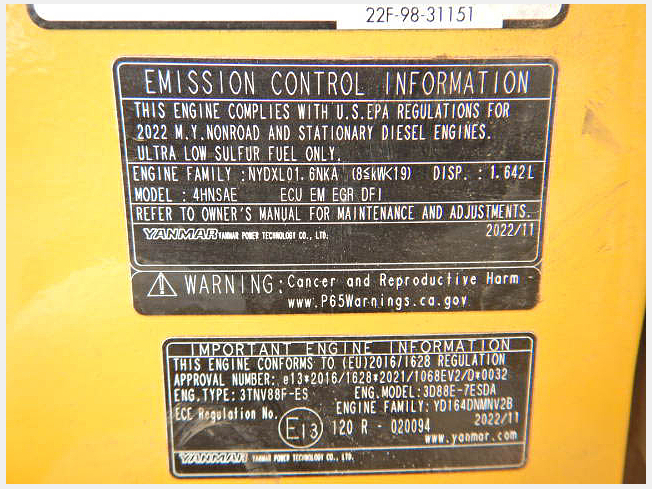 22F-98-31151
EMISSION CONTROL INFORMATION
THIS ENGINE COMPLIES WITH U.S.EPA REGULATIONS FOR
2022 M.Y.NONROAD AND STATIONARY DIESEL ENGINES.
ULTRA LOW SULFUR FUEL ONLY.
ENGINE FAMILY :NYDXL01.6NKA (8≦kW<19) DISP. : 1.642L
MODEL : 4HNSAE ECU EM EGR DFI
REFER TO OWNER'S MANUAL FOR MAINTENANCE AND ADJUSTMENTS.
YANMAR YANMAR POWER TECHNOLOGY CO., LTD. 2022/11
WARNING: Cancer and Reproductive Harm -
www.P65Warnings.ca.gov
IMPORTANT ENGINE INFORMATION
THIS ENGINE CONFORMS TO (EU)2016/1628 REGULATION
APPROVAL NUMBER: e13*2016/1628*2021/1068EV2/D*0032
ENG.TYPE: 3TNV88F-ES ENG.MODEL: 3D88E-7ESDA
ENGINE FAMILY: YD164DNMNV2B
ECE Regulation No. E13 120 R - 020094 2022/11
www.yanmar.com
YANMAR YANMAR POWER TECHNOLOGY CO., LTD.